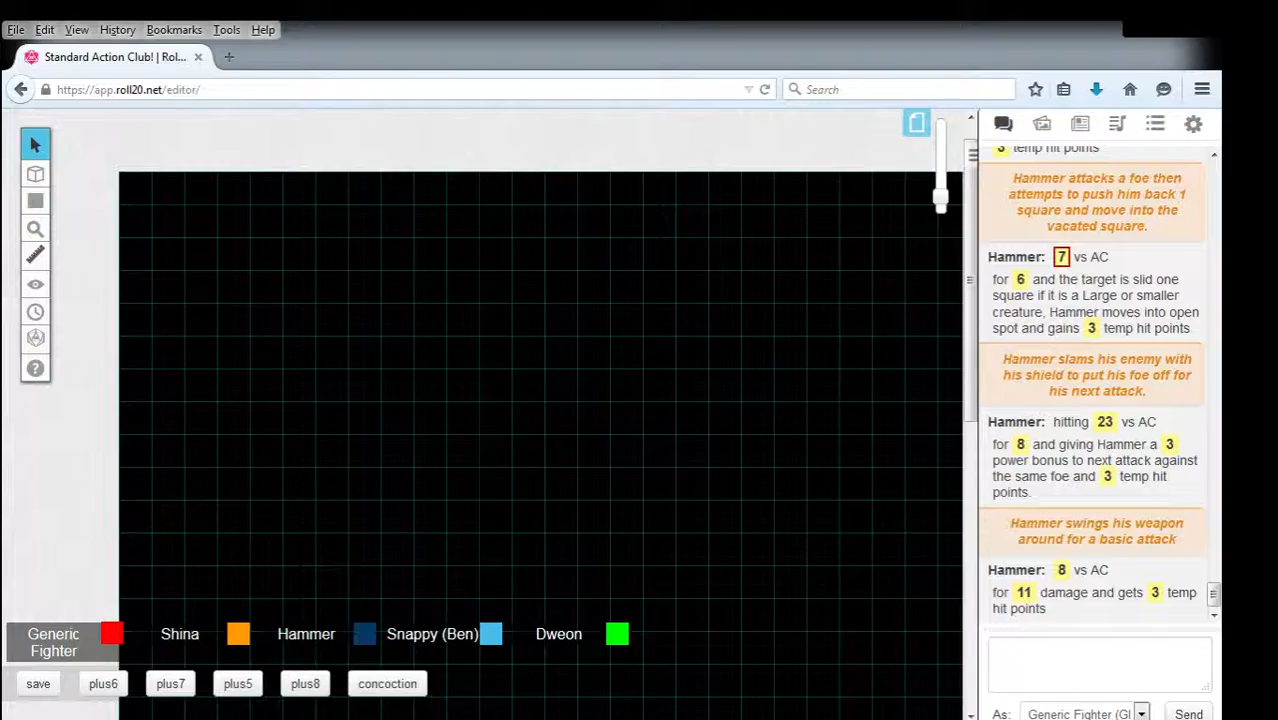 File Edit View History Bookmarks Tools Help
Standard Action Club! | Rol...
https://app.roll20.net/editor/
Search
3 temp hit points
Hammer attacks a foe then
attempts to push him back 1
square and move into the
vacated square.
Hammer: 7 vs AC
for 6 and the target is slid one
square if it is a Large or smaller
creature, Hammer moves into open
spot and gains 3 temp hit points
Hammer slams his enemy with
his shield to put his foe off for
his next attack.
Hammer: hitting 23 vs AC
for 8 and giving Hammer a 3
power bonus to next attack against
the same foe and 3 temp hit
points.
Hammer swings his weapon
around for a basic attack
Hammer: 8 vs AC
for 11 damage and gets 3 temp
hit points
Generic
Fighter
Shina Hammer Snappy (Ben) Dweon
save plus6 plus7 plus5 plus8 concoction
As: Generic Fighter (Gl Send